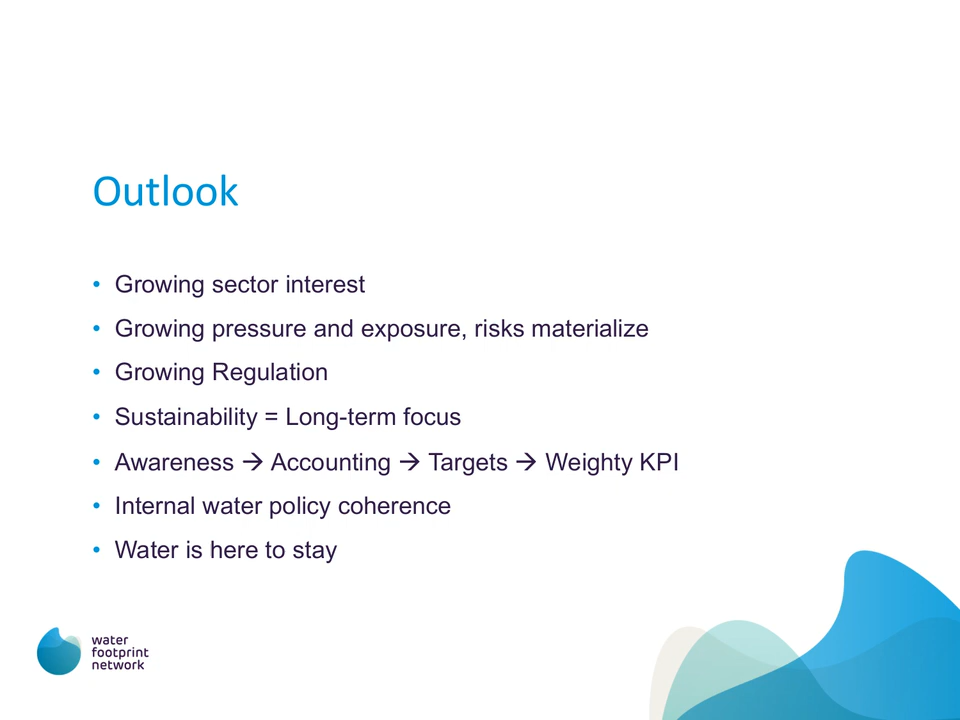 Outlook
• Growing sector interest
• Growing pressure and exposure, risks materialize
• Growing Regulation
• Sustainability = Long-term focus
• Awareness → Accounting → Targets → Weighty KPI
• Internal water policy coherence
• Water is here to stay
water
footprint
network